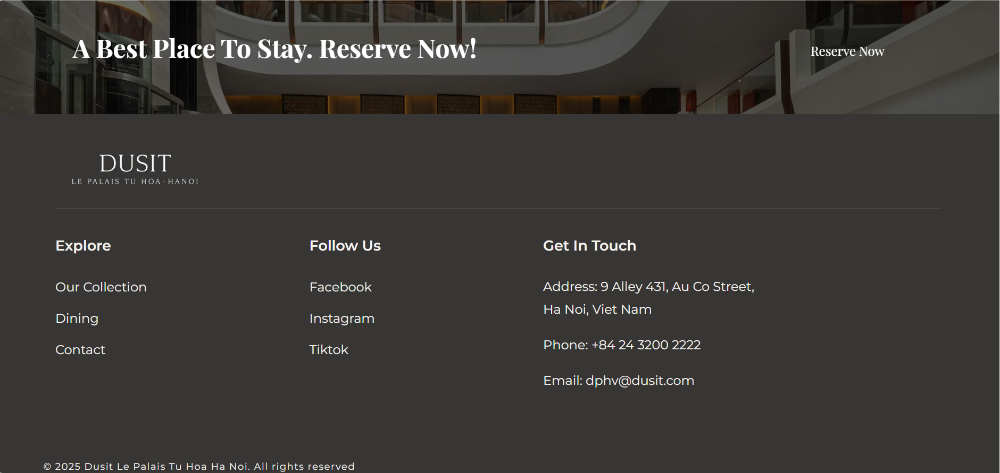 A Best Place To Stay. Reserve Now!
Reserve Now
DUSIT
LE PALAIS TU HOA·HANOI
Explore
Our Collection
Dining
Contact
Follow Us
Facebook
Instagram
Tiktok
Get In Touch
Address: 9 Alley 431, Au Co Street,
Ha Noi, Viet Nam
Phone: +84 24 3200 2222
Email: dphv@dusit.com
© 2025 Dusit Le Palais Tu Hoa Ha Noi. All rights reserved